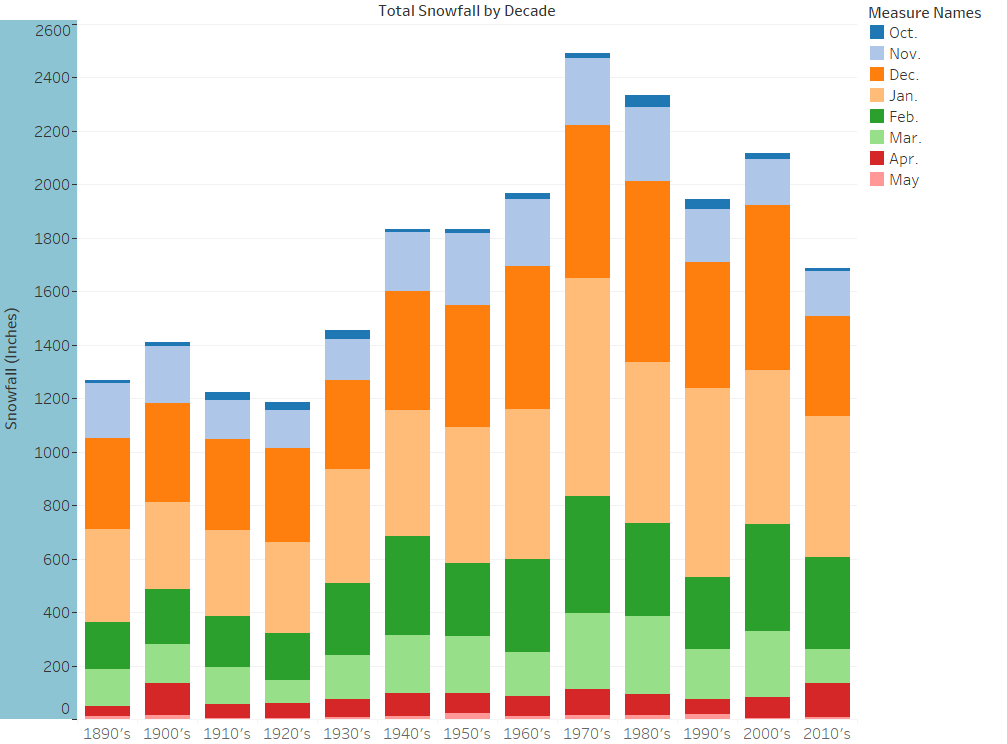 Total Snowfall by Decade
Measure Names
Oct.
Nov.
Dec.
Jan.
Feb.
Mar.
Apr.
May
Snowfall (Inches)
2600
2400
2200
2000
1800
1600
1400
1200
1000
800
600
400
200
0
1890's 1900's 1910's 1920's 1930's 1940's 1950's 1960's 1970's 1980's 1990's 2000's 2010's